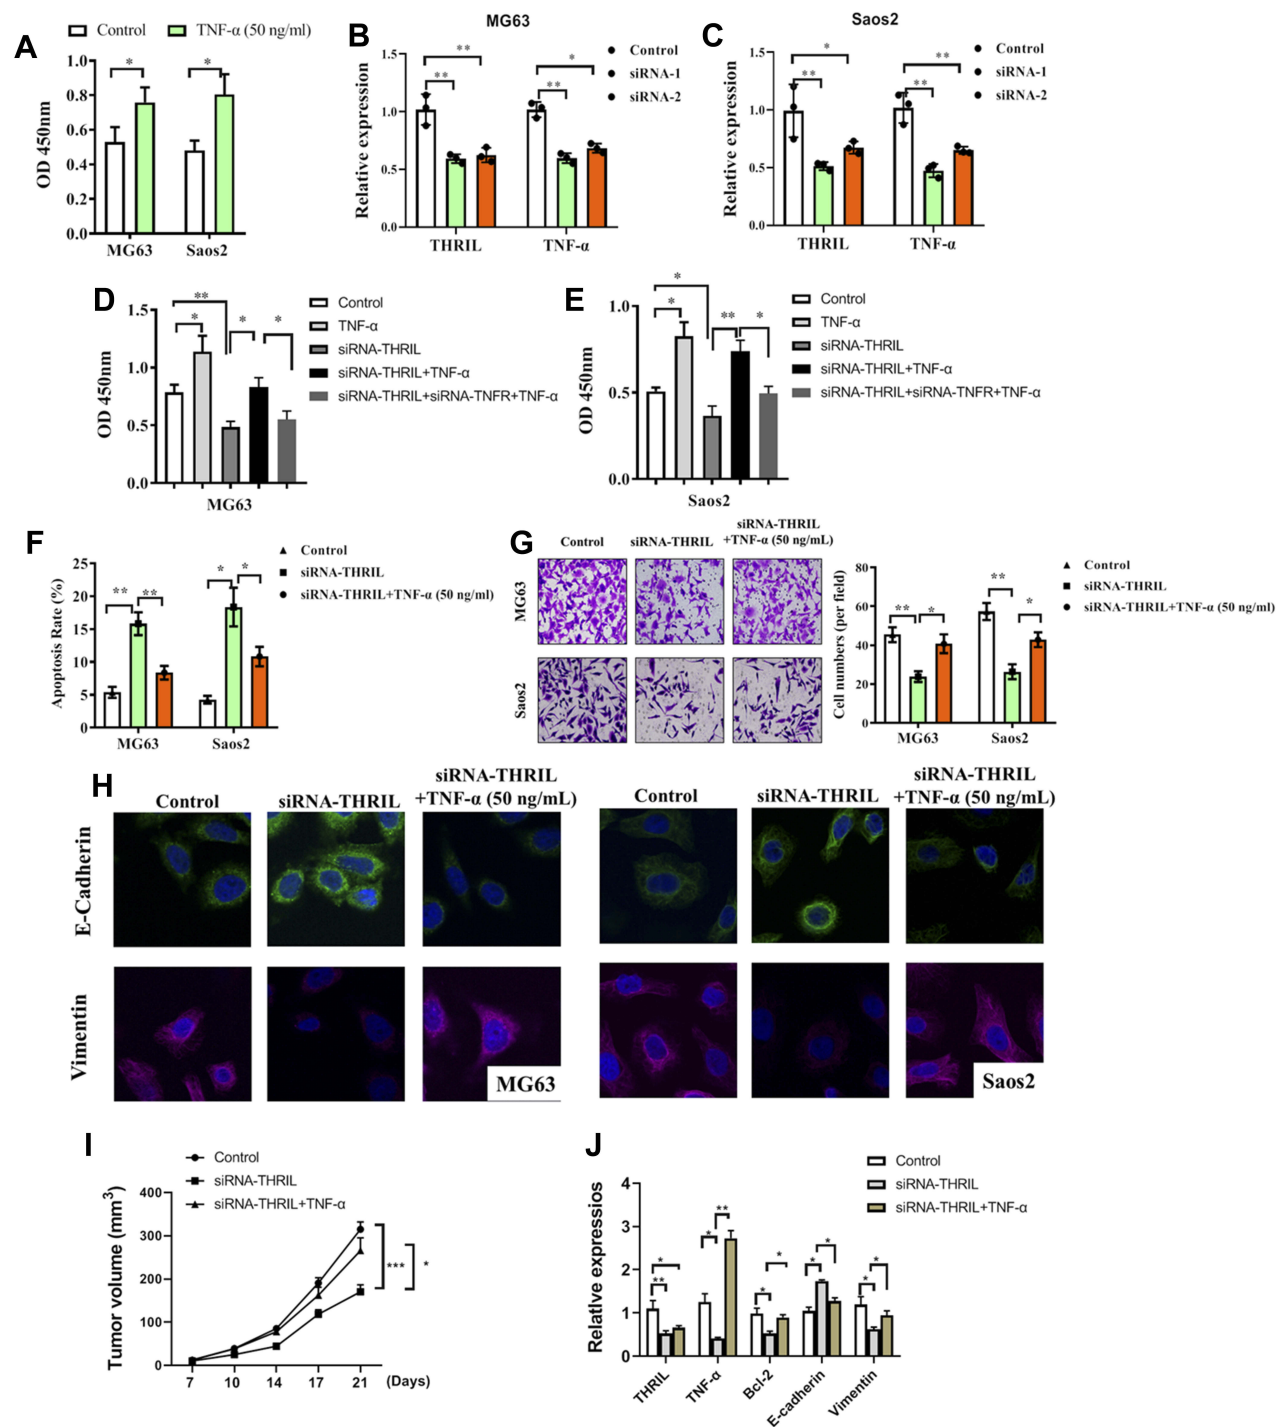 A
Control
TNF-α (50 ng/ml)
OD 450nm
1.0
0.8
0.6
0.4
0.2
0.0
*
*
MG63
Saos2
B
MG63
Relative expression
1.5
1.0
0.5
0.0
**
**
*
**
Control
siRNA-1
siRNA-2
THRIL
TNF-α
C
Saos2
Relative expression
1.5
1.0
0.5
0.0
*
**
**
**
Control
siRNA-1
siRNA-2
THRIL
TNF-α
D
OD 450nm
1.5
1.0
0.5
0.0
**
*
*
*
MG63
Control
TNF-α
siRNA-THRIL
siRNA-THRIL+TNF-α
siRNA-THRIL+siRNA-TNFR+TNF-α
E
OD 450nm
1.0
0.5
0.0
*
*
**
*
Saos2
Control
TNF-α
siRNA-THRIL
siRNA-THRIL+TNF-α
siRNA-THRIL+siRNA-TNFR+TNF-α
F
Apoptosis Rate (%)
25
20
15
10
5
0
**
**
*
*
MG63
Saos2
Control
siRNA-THRIL
siRNA-THRIL+TNF-α (50 ng/ml)
G
Control
siRNA-THRIL
siRNA-THRIL
+TNF-α (50 ng/mL)
MG63
Saos2
Cell numbers (per field)
80
60
40
20
0
**
*
**
*
MG63
Saos2
Control
siRNA-THRIL
siRNA-THRIL+TNF-α (50 ng/ml)
H
Control
siRNA-THRIL
siRNA-THRIL
+TNF-α (50 ng/mL)
Control
siRNA-THRIL
siRNA-THRIL
+TNF-α (50 ng/mL)
E-Cadherin
Vimentin
MG63
Saos2
I
Control
siRNA-THRIL
siRNA-THRIL+TNF-α
Tumor volume (mm3)
400
300
200
100
0
***
*
7
10
14
17
21
(Days)
J
Control
siRNA-THRIL
siRNA-THRIL+TNF-α
Relative expressios
4
3
2
1
0
*
**
*
**
*
*
*
*
*
*
THRIL
TNF-α
Bcl-2
E-cadherin
Vimentin